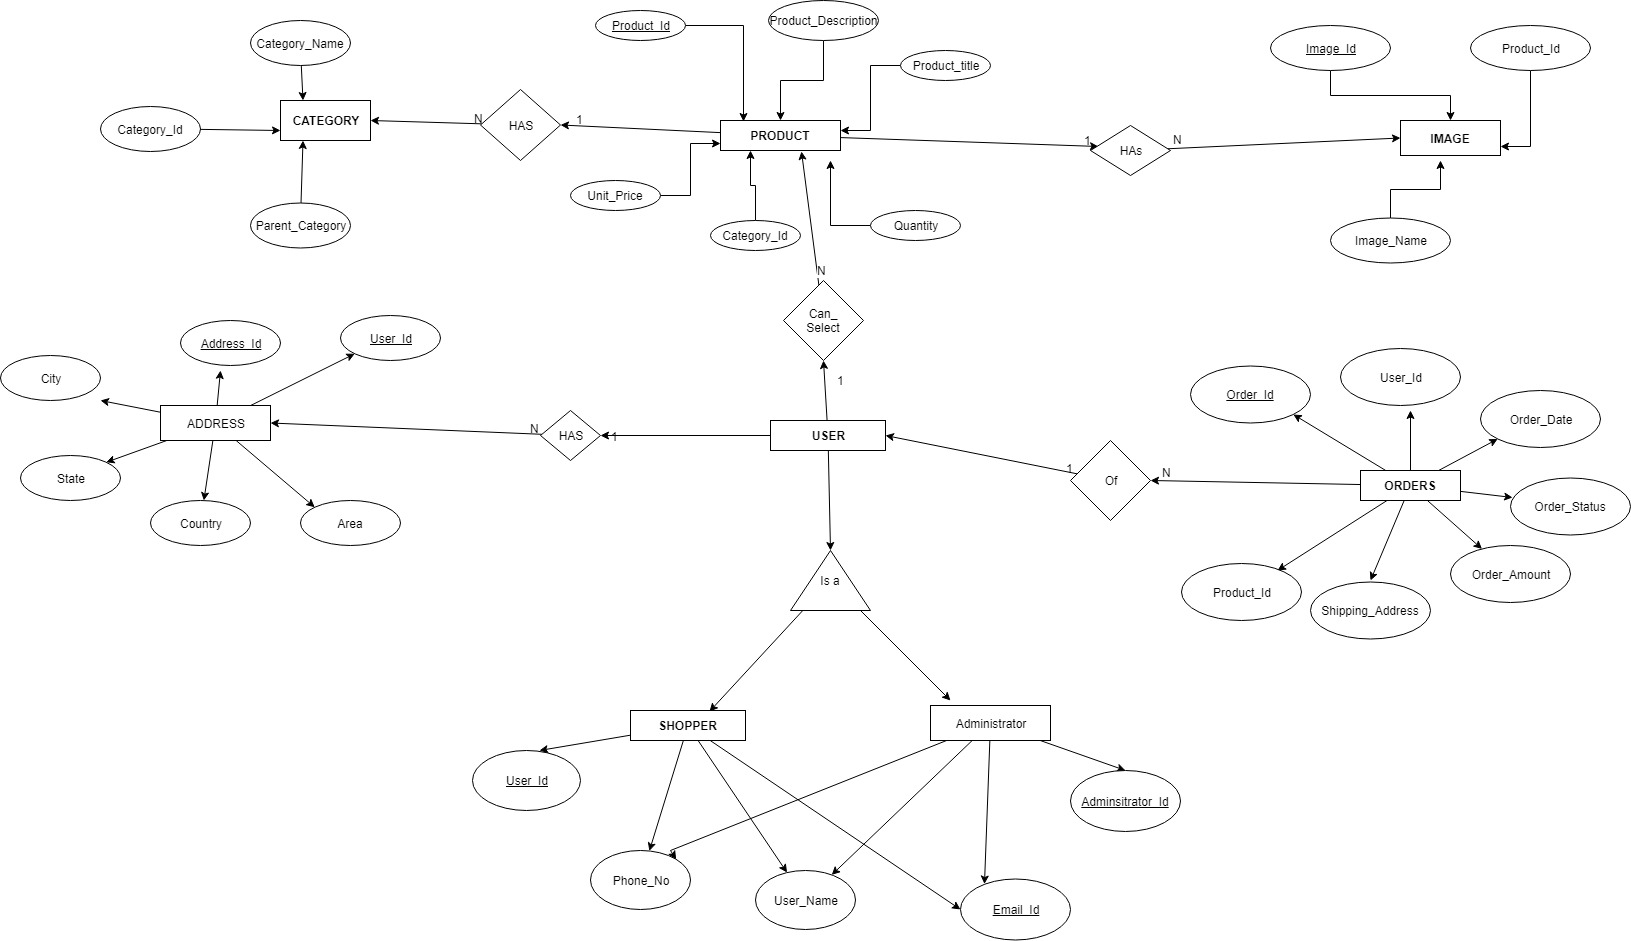 Product_Id
Product_Description
Category_Name
Image_Id
Product_Id
Product_title
CATEGORY
N
HAS
1
PRODUCT
1
HAs
N
IMAGE
Category_Id
Unit_Price
Parent_Category
Category_Id
Quantity
Image_Name
N
Can_
Select
Address_Id
User_Id
City
1
Order_Id
User_Id
Order_Date
ADDRESS
N
HAS
1
USER
1
Of
N
ORDERS
State
Country
Area
Order_Status
Order_Amount
Product_Id
Shipping_Address
Is a
SHOPPER
Administrator
User_Id
Adminsitrator_Id
Phone_No
User_Name
Email_Id